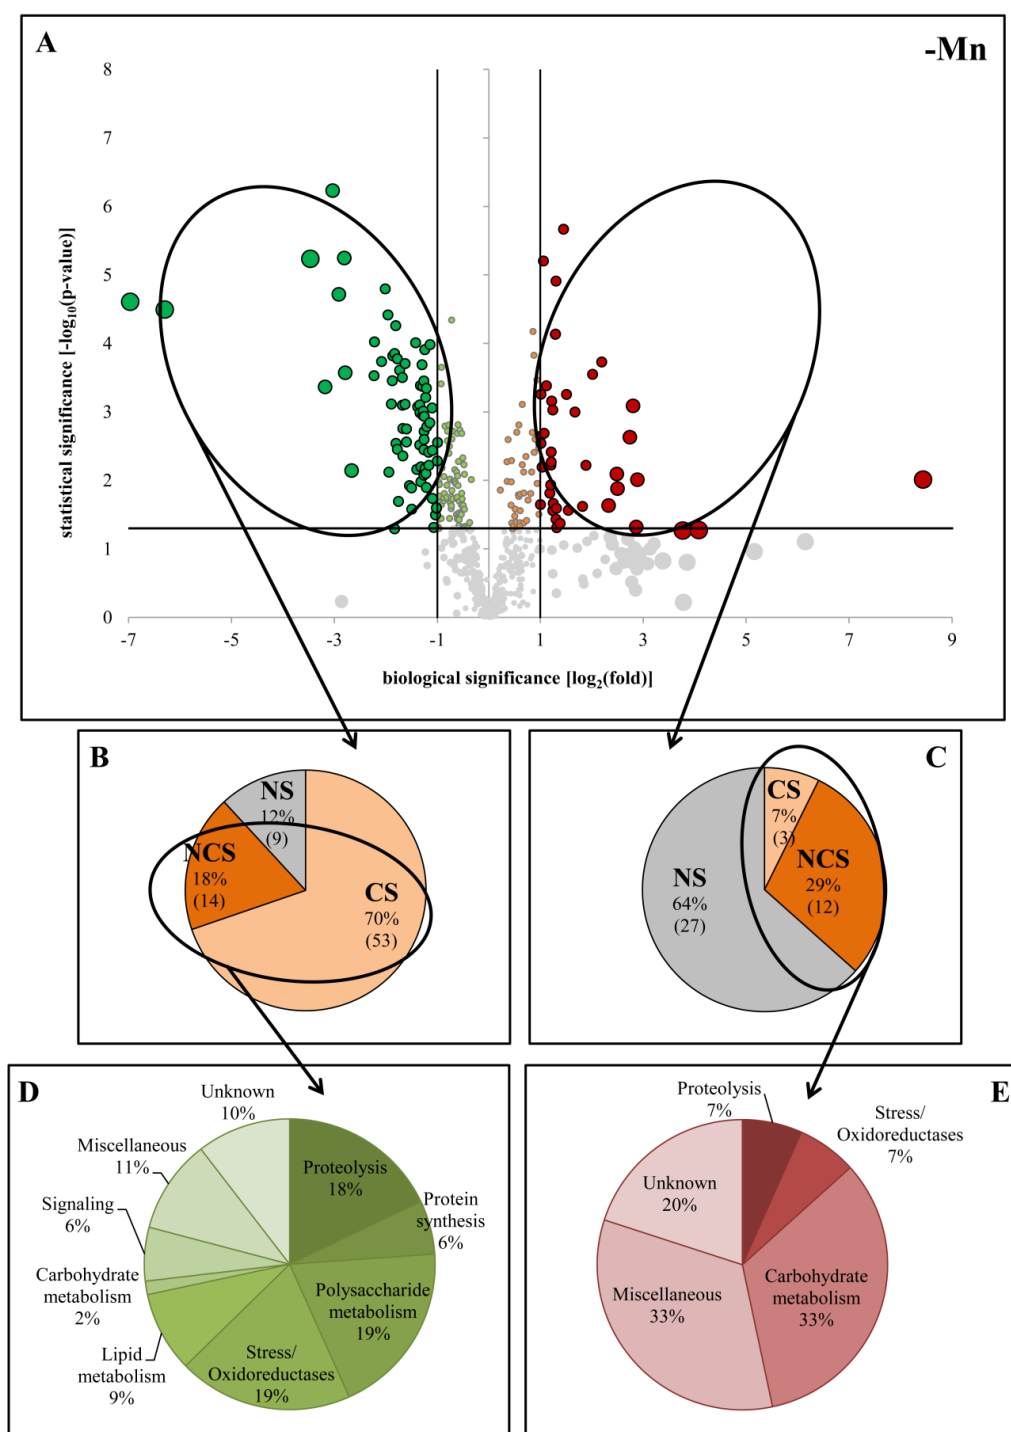 A
-Mn
8
7
6
5
4
3
2
1
0
-7
-5
-3
-1
1
3
5
7
9
statistical significance [-log10(p-value)]
biological significance [log2(fold)]
B
NS
12%
(9)
NCS
18%
(14)
CS
70%
(53)
C
CS
7%
(3)
NCS
29%
(12)
NS
64%
(27)
D
Unknown
10%
Miscellaneous
11%
Signaling
6%
Carbohydrate
metabolism
2%
Lipid
metabolism
9%
Stress/
Oxidoreductases
19%
Polysaccharide
metabolism
19%
Protein
synthesis
6%
Proteolysis
18%
E
Proteolysis
7%
Stress/
Oxidoreductases
7%
Carbohydrate
metabolism
33%
Miscellaneous
33%
Unknown
20%